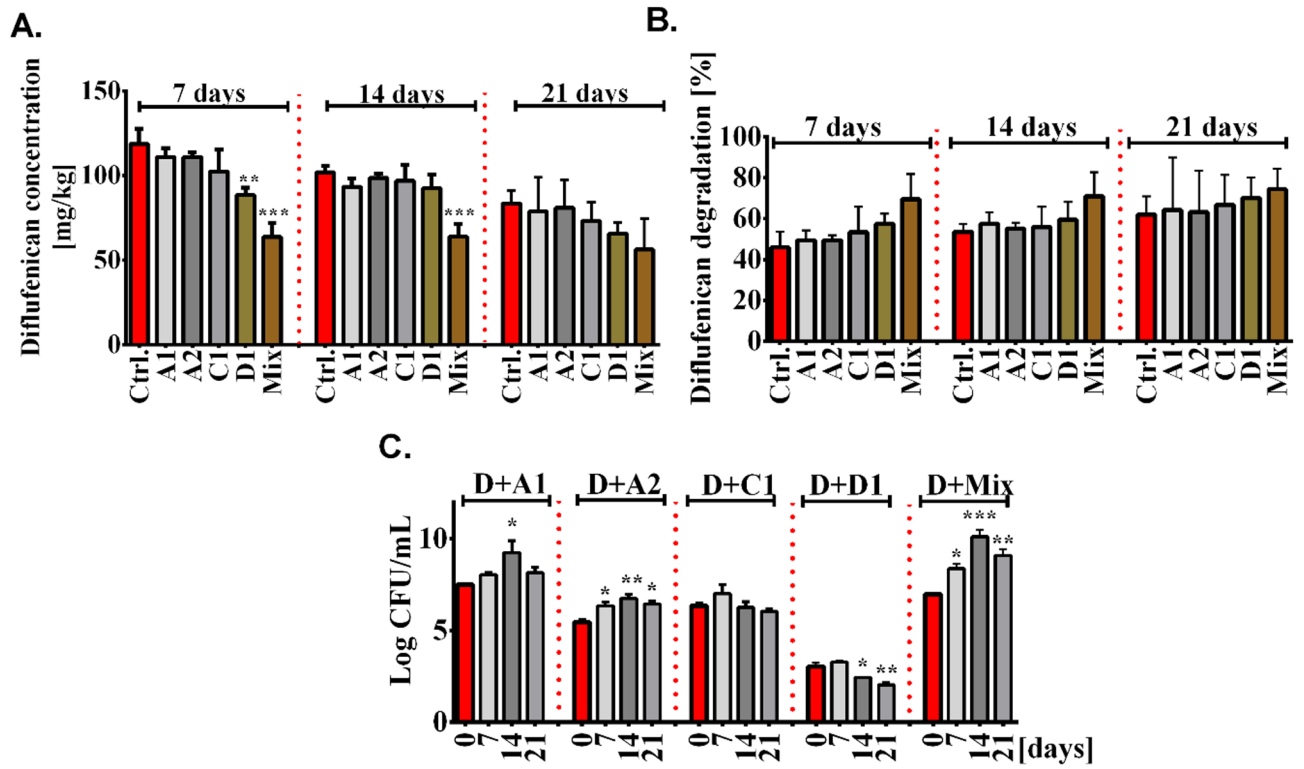 A.
Diflufenican concentration
[mg/kg]
150
100
50
0
7 days
14 days
21 days
**
***
***
Ctrl.
A1
A2
C1
D1
Mix
Ctrl.
A1
A2
C1
D1
Mix
Ctrl.
A1
A2
C1
D1
Mix
B.
Diflufenican degradation [%]
100
80
60
40
20
0
7 days
14 days
21 days
Ctrl.
A1
A2
C1
D1
Mix
Ctrl.
A1
A2
C1
D1
Mix
Ctrl.
A1
A2
C1
D1
Mix
C.
Log CFU/mL
10
5
0
D+A1
D+A2
D+C1
D+D1
D+Mix
*
*
**
*
*
**
*
***
**
0
7
14
21
0
7
14
21
0
7
14
21
0
7
14
21
0
7
14
21
[days]